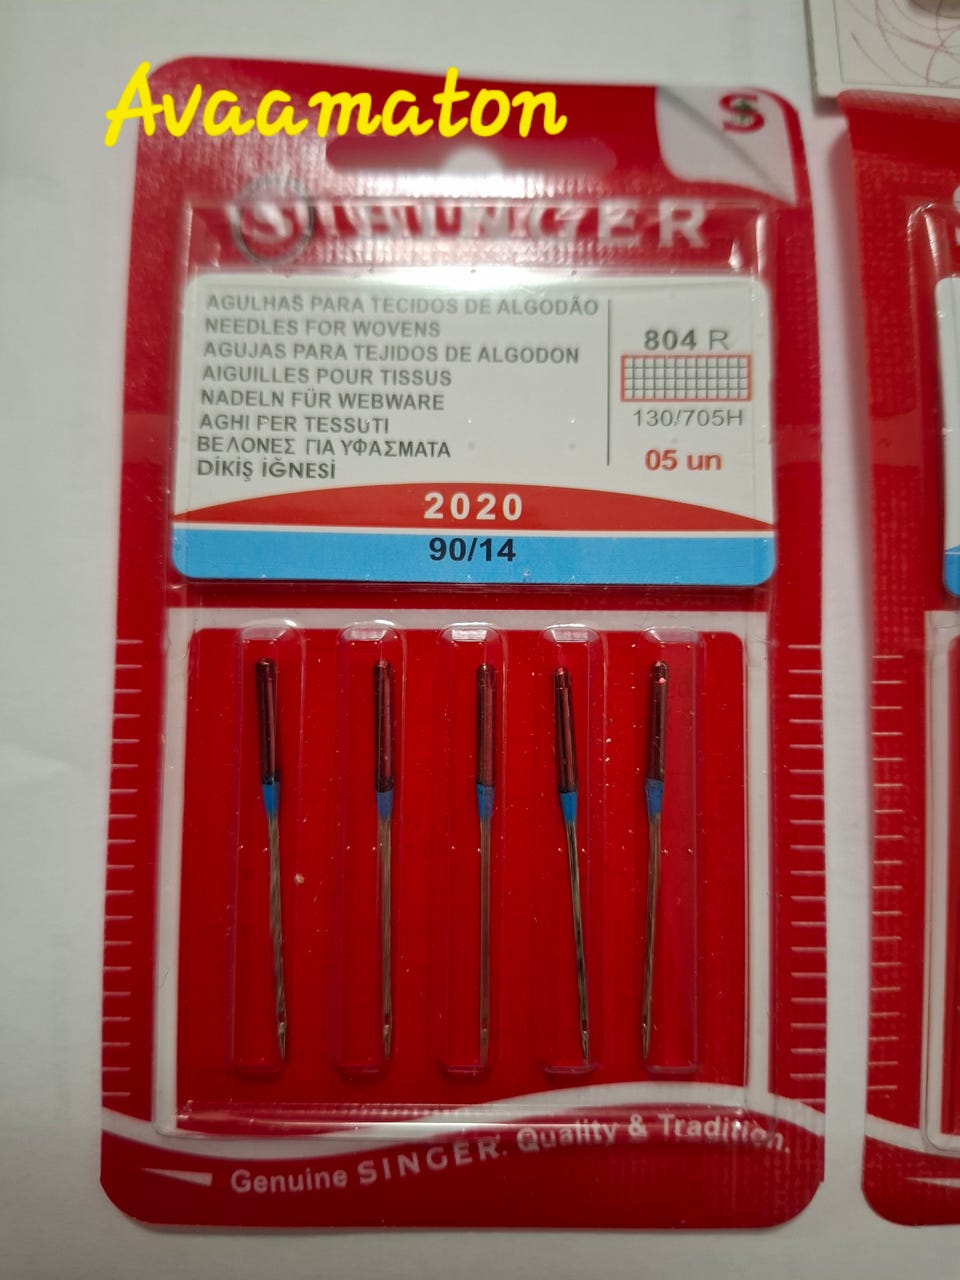 Avaamaton
S
SINGER
AGULHAS PARA TECIDOS DE ALGODÃO
NEEDLES FOR WOVENS
AGUJAS PARA TEJIDOS DE ALGODON
AIGUILLES POUR TISSUS
NADELN FÜR WEBWARE
AGHI PER TESSUTI
ΒΕΛΟΝΕΣ ΓΙΑ ΥΦΑΣΜΑΤΑ
DİKİŞ İĞNESİ
804 R
130/705H
05 un
2020
90/14
Genuine SINGER. Quality & Tradition.